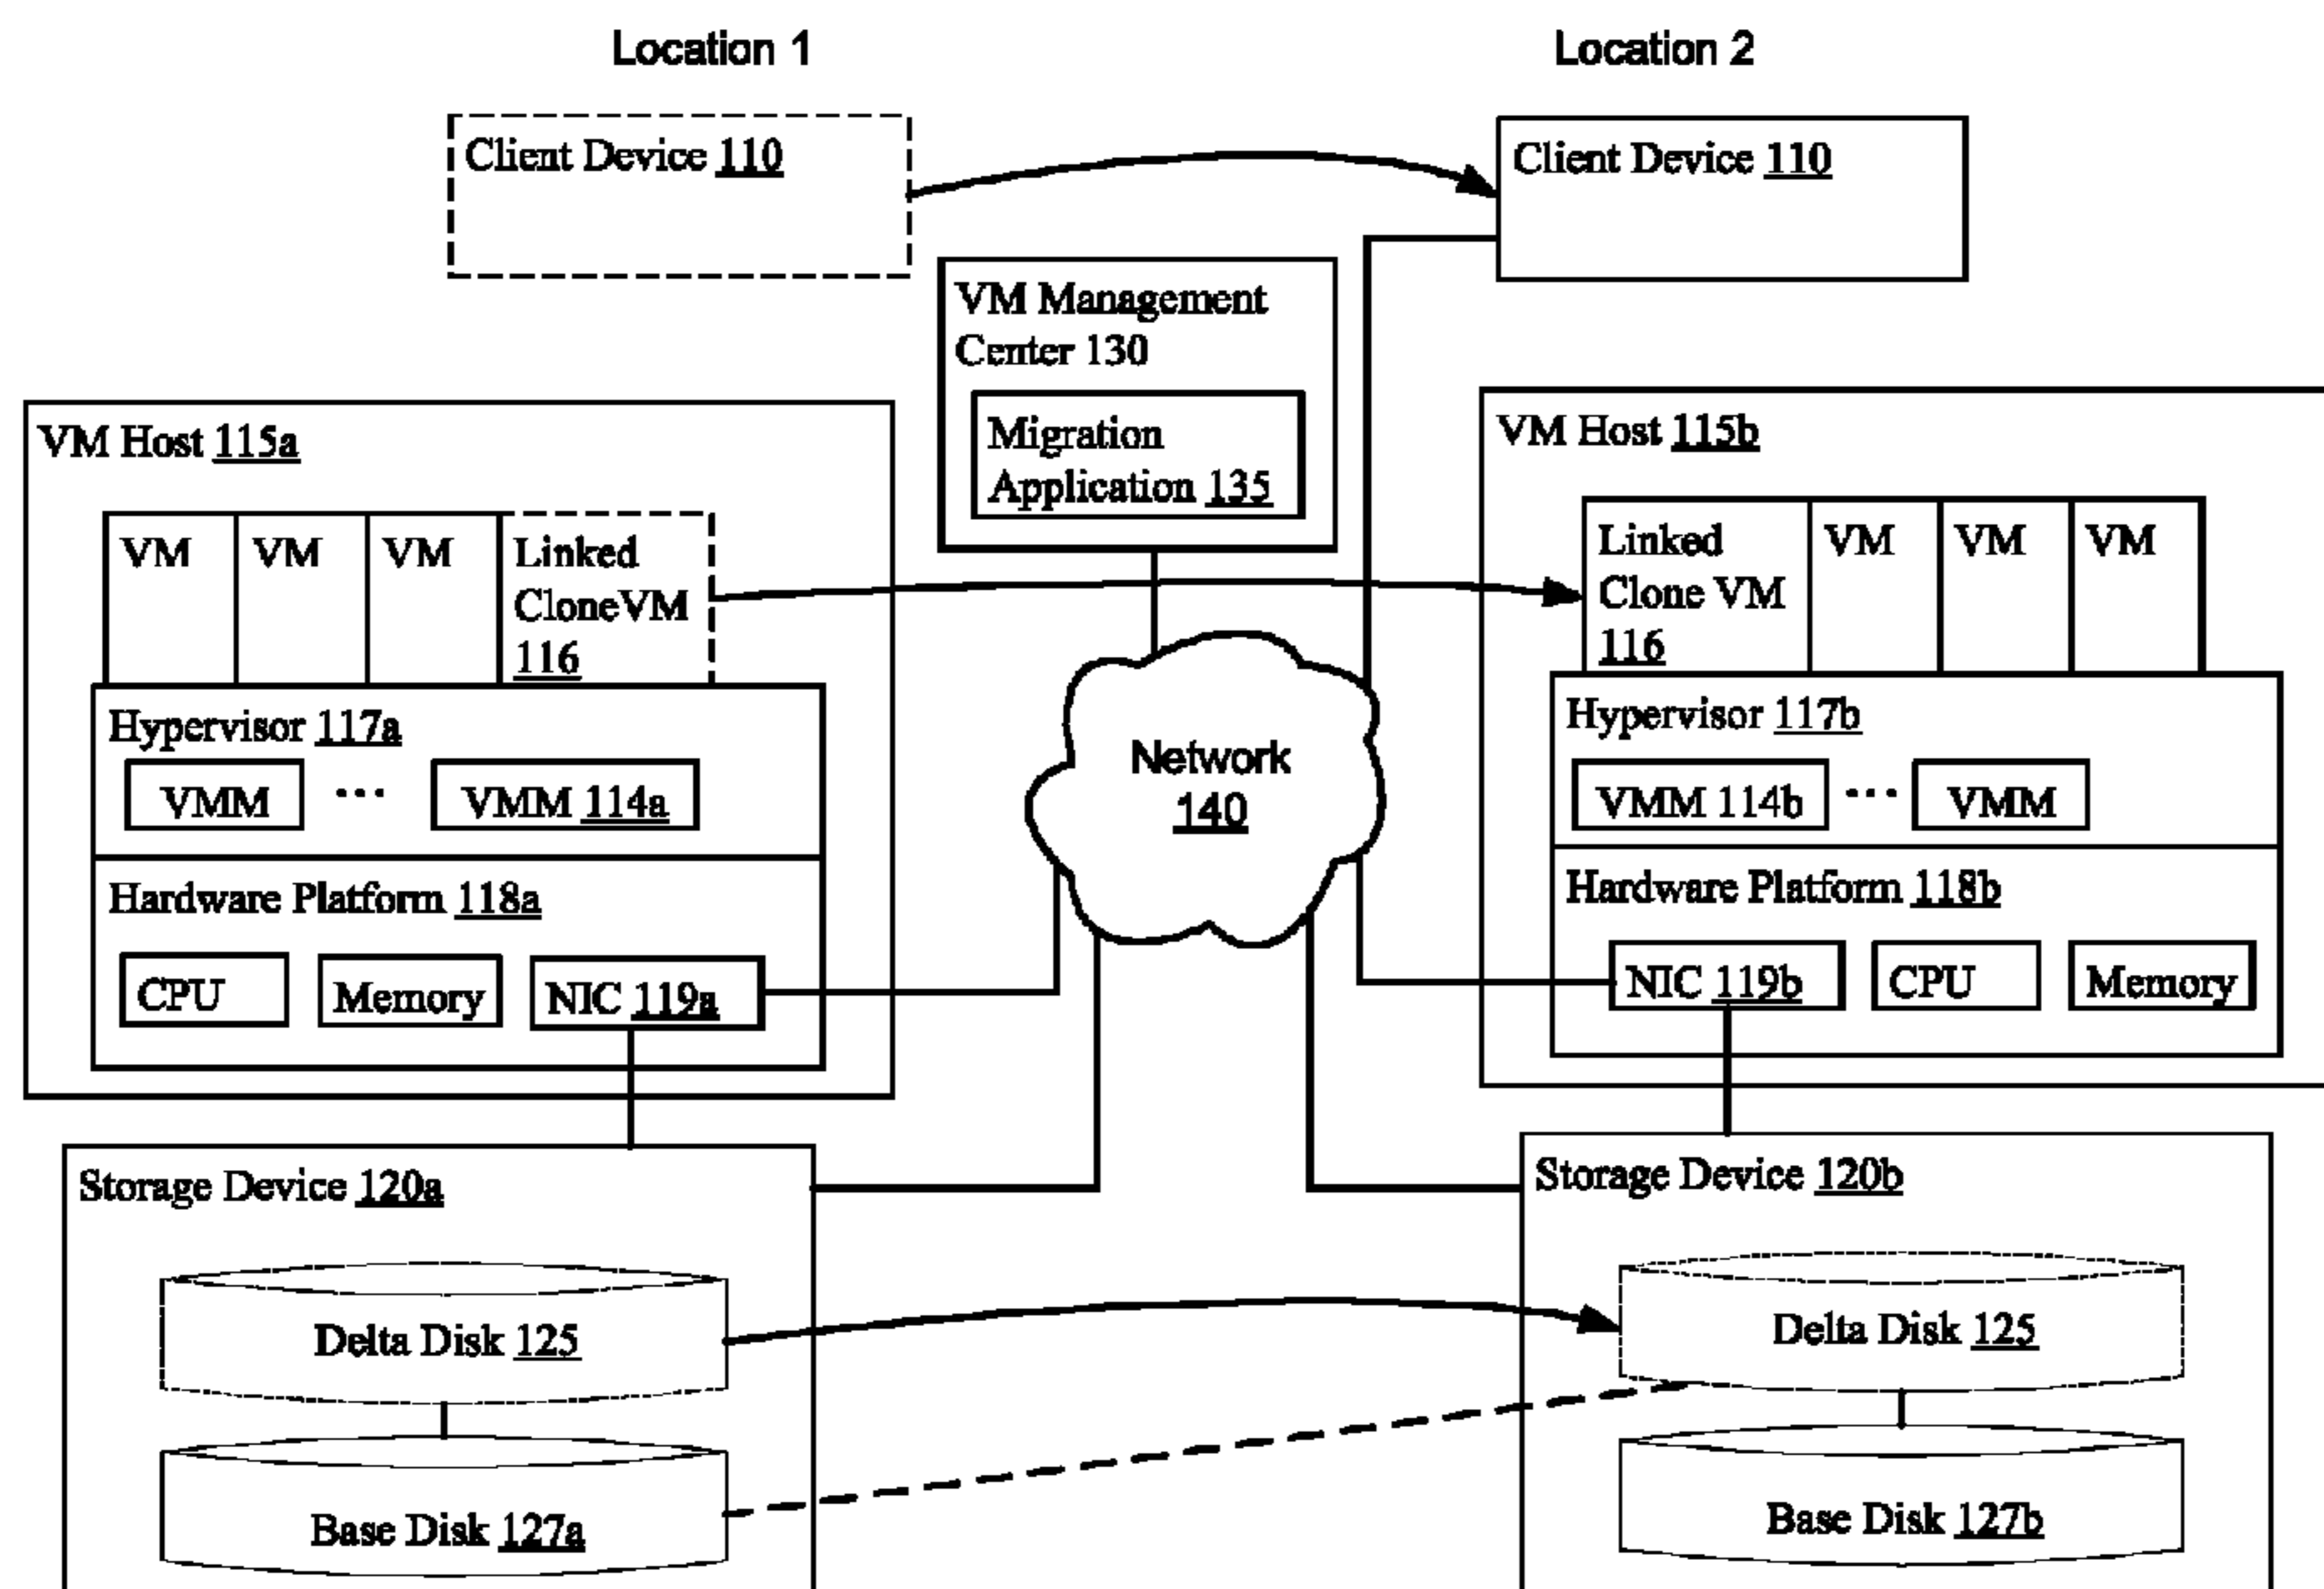 Location 1
Location 2
Client Device 110
Client Device 110
VM Management
Center 130
Migration
Application 135
VM Host 115a
VM
VM
VM
Linked
CloneVM
116
Hypervisor 117a
VMM
...
VMM 114a
Hardware Platform 118a
CPU
Memory
NIC 119a
Network
140
VM Host 115b
Linked
Clone VM
116
VM
VM
VM
Hypervisor 117b
VMM 114b
...
VMM
Hardware Platform 118b
NIC 119b
CPU
Memory
Storage Device 120a
Delta Disk 125
Base Disk 127a
Storage Device 120b
Delta Disk 125
Base Disk 127b